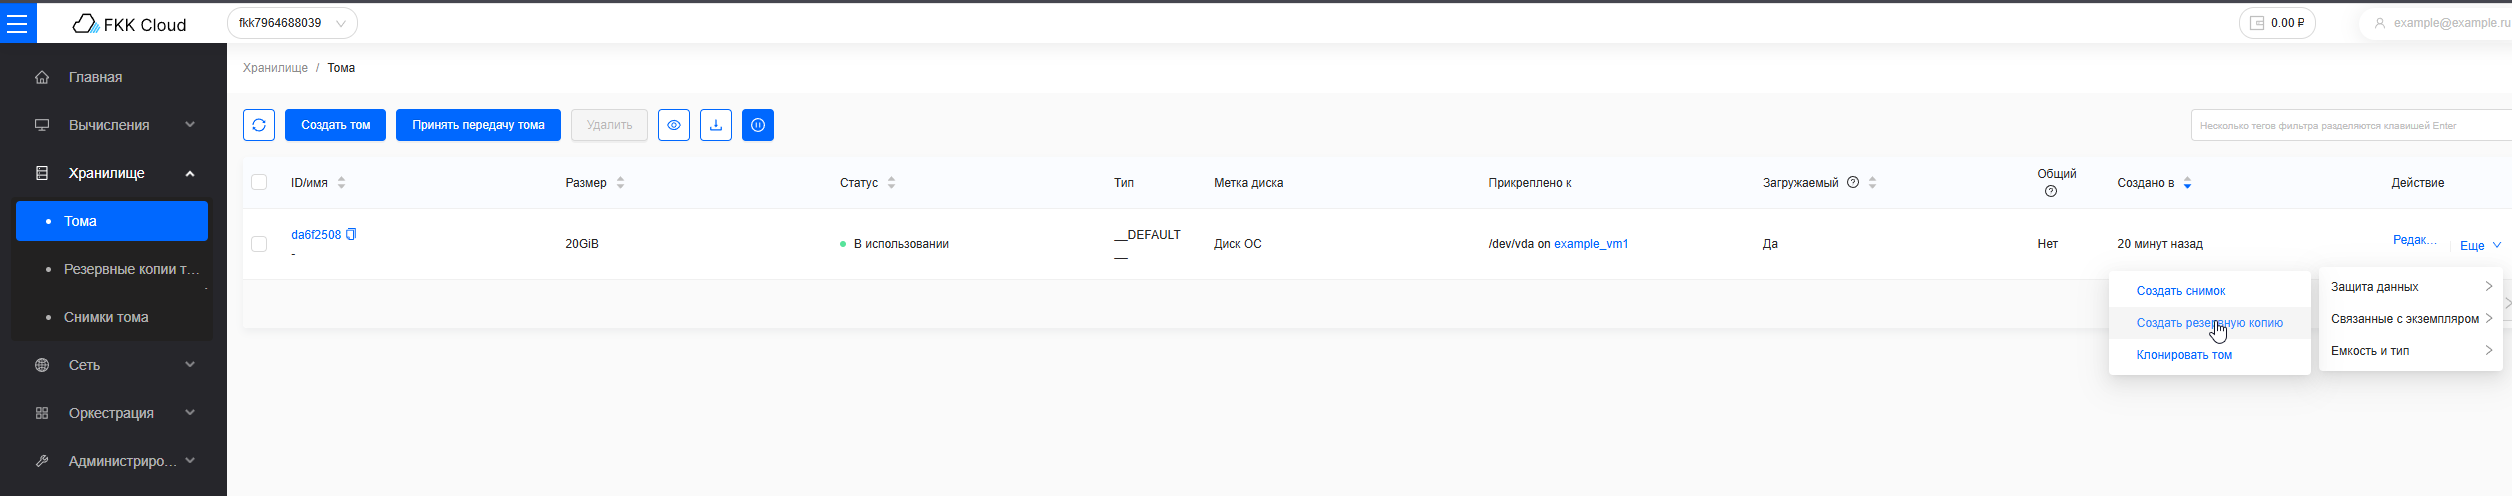 FKK Cloud
fkk7964688039
0.00 ₽
example@example.ru
Главная
Вычисления
Хранилище
Тома
Резервные копии т...
Снимки тома
Сеть
Оркестрация
Администриро...
Хранилище / Тома
Создать том
Принять передачу тома
Удалить
Несколько тегов фильтра разделяются клавишей Enter
ID/имя
Размер
Статус
Тип
Метка диска
Прикреплено к
Загружаемый
Общий
Создано в
Действие
da6f2508
-
20GiB
В использовании
__DEFAULT
__
Диск ОС
/dev/vda on example_vm1
Да
Нет
20 минут назад
Редак...
Еще
Создать снимок
Создать резервную копию
Клонировать том
Защита данных
Связанные с экземпляром
Емкость и тип